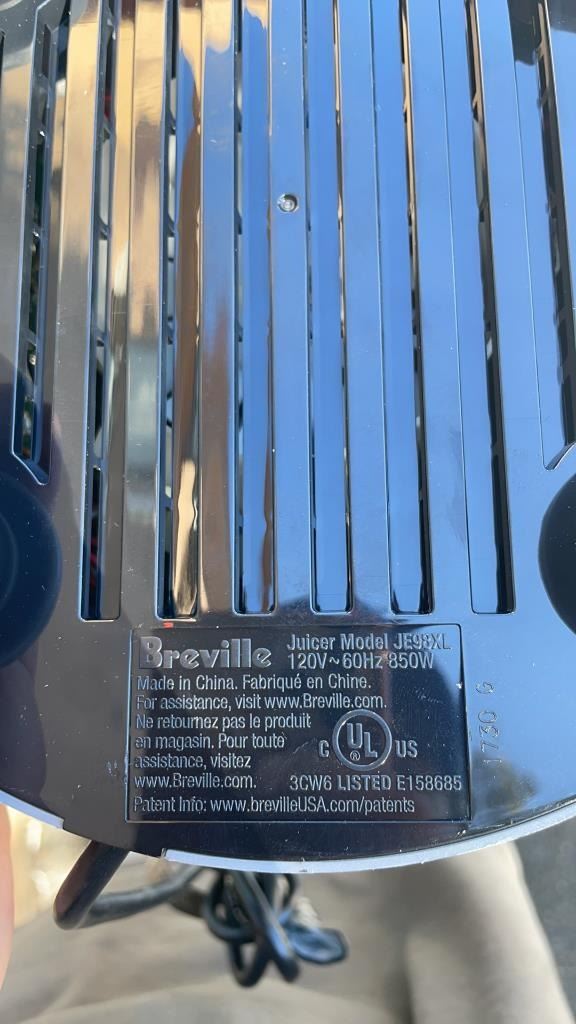 Breville
Juicer Model JE98XL
120V~60Hz 850W
Made in China. Fabriqué en Chine.
For assistance, visit www.Breville.com.
Ne retournez pas le produit
en magasin. Pour toute
assistance, visitez
www.Breville.com.
C UL® US
3CW6 LISTED E158685
Patent Info: www.brevilleUSA.com/patents
1730 G